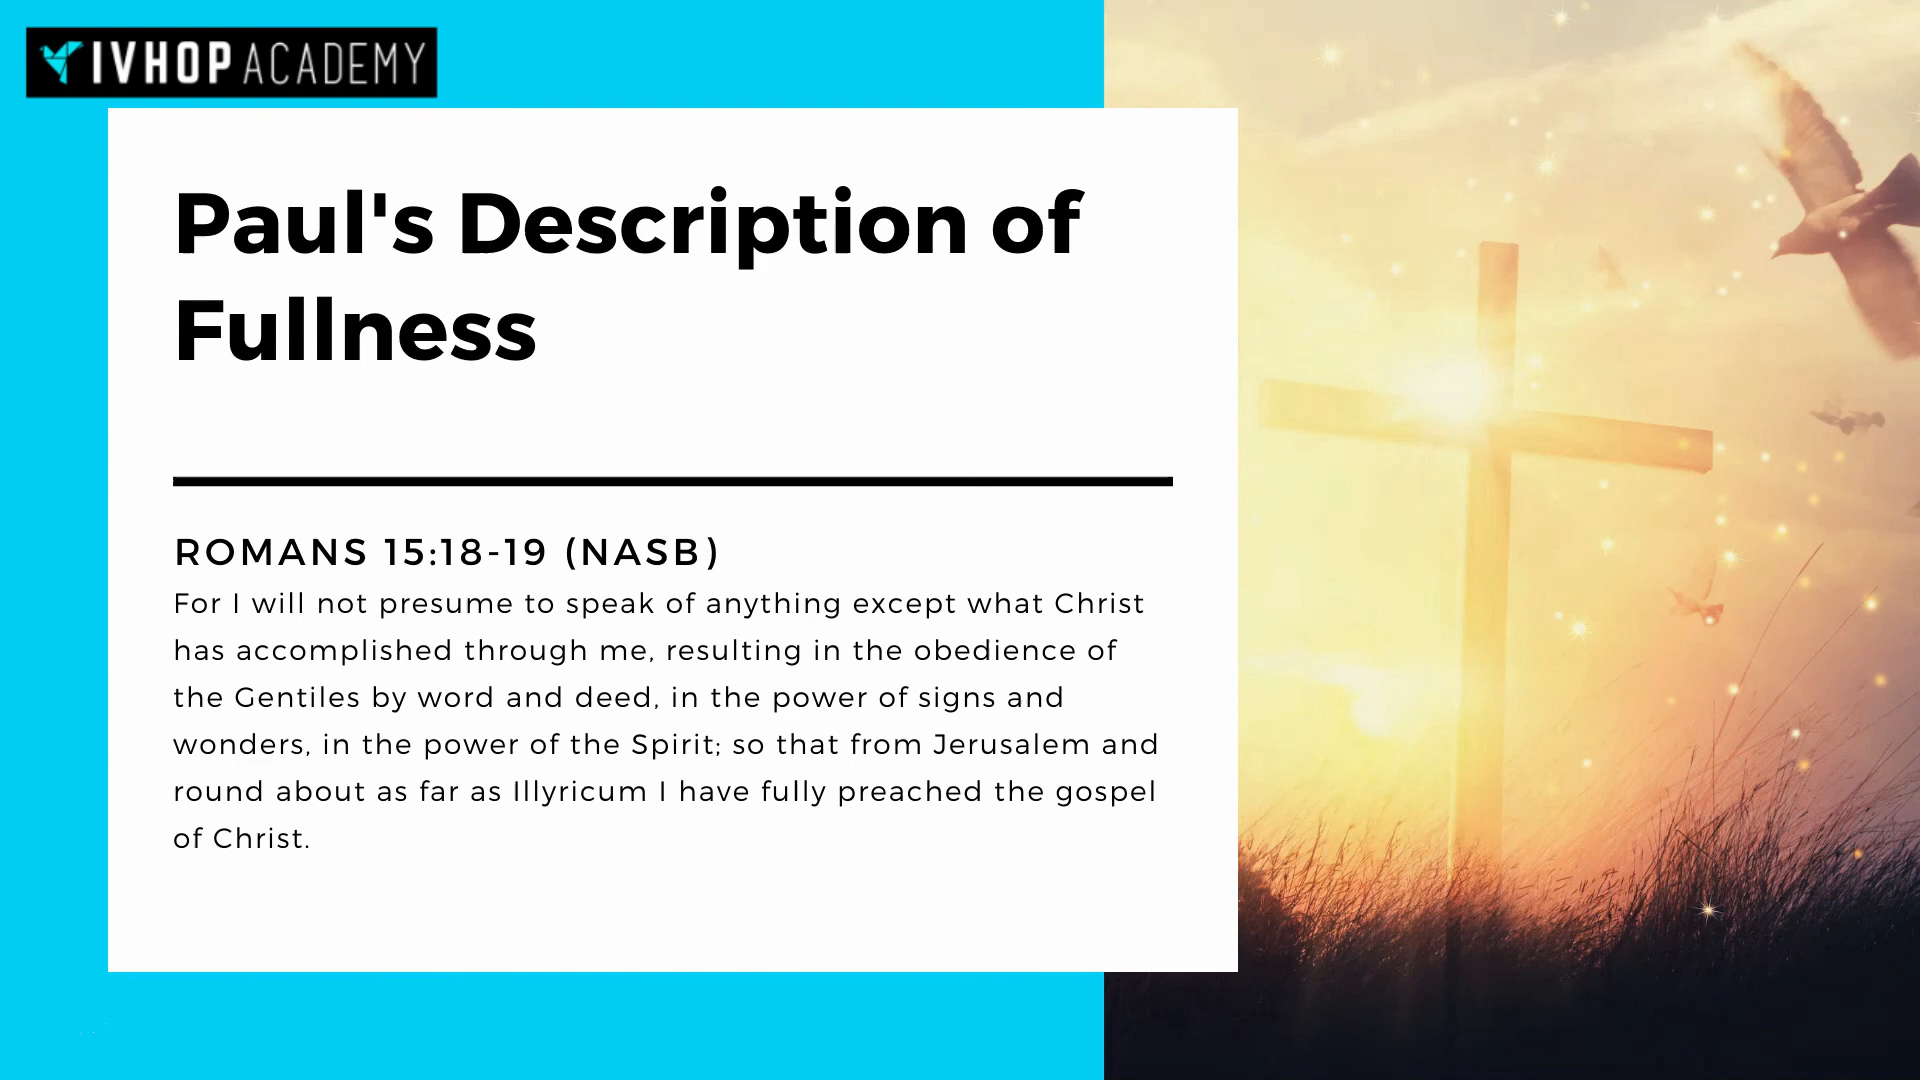 IVHOP ACADEMY
Paul's Description of
Fullness
ROMANS 15:18-19 (NASB)
For I will not presume to speak of anything except what Christ
has accomplished through me, resulting in the obedience of
the Gentiles by word and deed, in the power of signs and
wonders, in the power of the Spirit; so that from Jerusalem and
round about as far as Illyricum I have fully preached the gospel
of Christ.